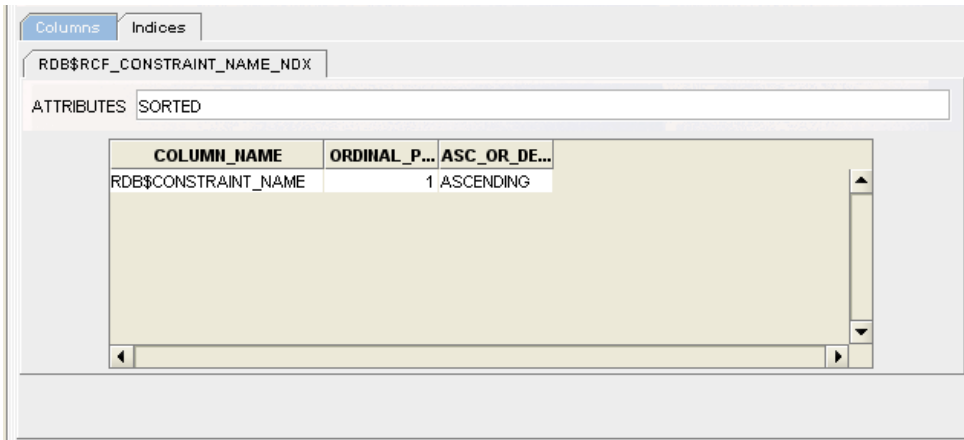 Columns Indices
RDB$RCF_CONSTRAINT_NAME_NDX
ATTRIBUTES SORTED
COLUMN_NAME ORDINAL_P... ASC_OR_DE...
RDB$CONSTRAINT_NAME 1 ASCENDING